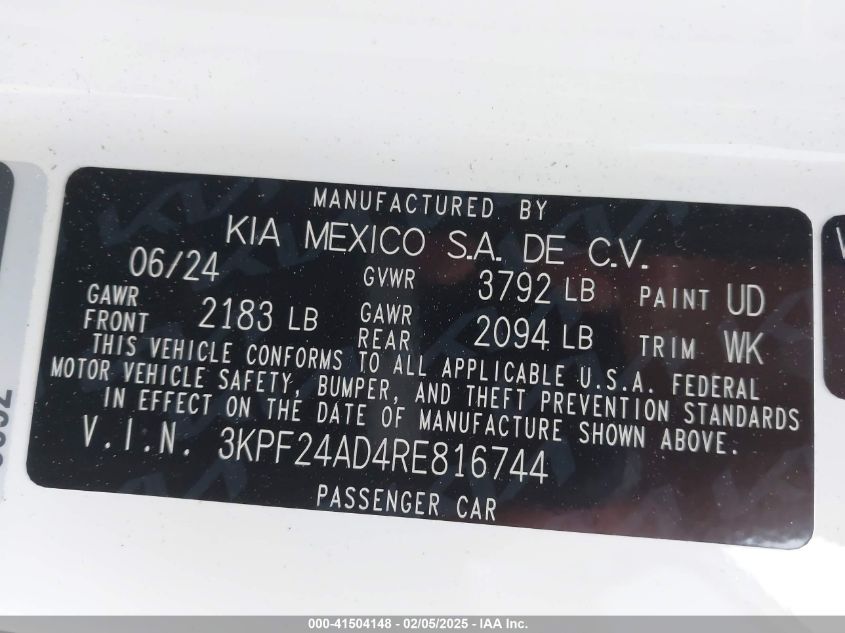 MANUFACTURED BY
KIA MEXICO S.A. DE C.V.
06/24 GVWR 3792 LB PAINT UD
GAWR FRONT 2183 LB GAWR REAR 2094 LB TRIM WK
THIS VEHICLE CONFORMS TO ALL APPLICABLE U.S.A. FEDERAL
MOTOR VEHICLE SAFETY, BUMPER, AND THEFT PREVENTION STANDARDS
IN EFFECT ON THE DATE OF MANUFACTURE SHOWN ABOVE.
V.I.N. 3KPF24AD4RE816744
PASSENGER CAR
000-41504148 - 02/05/2025 - IAA Inc.